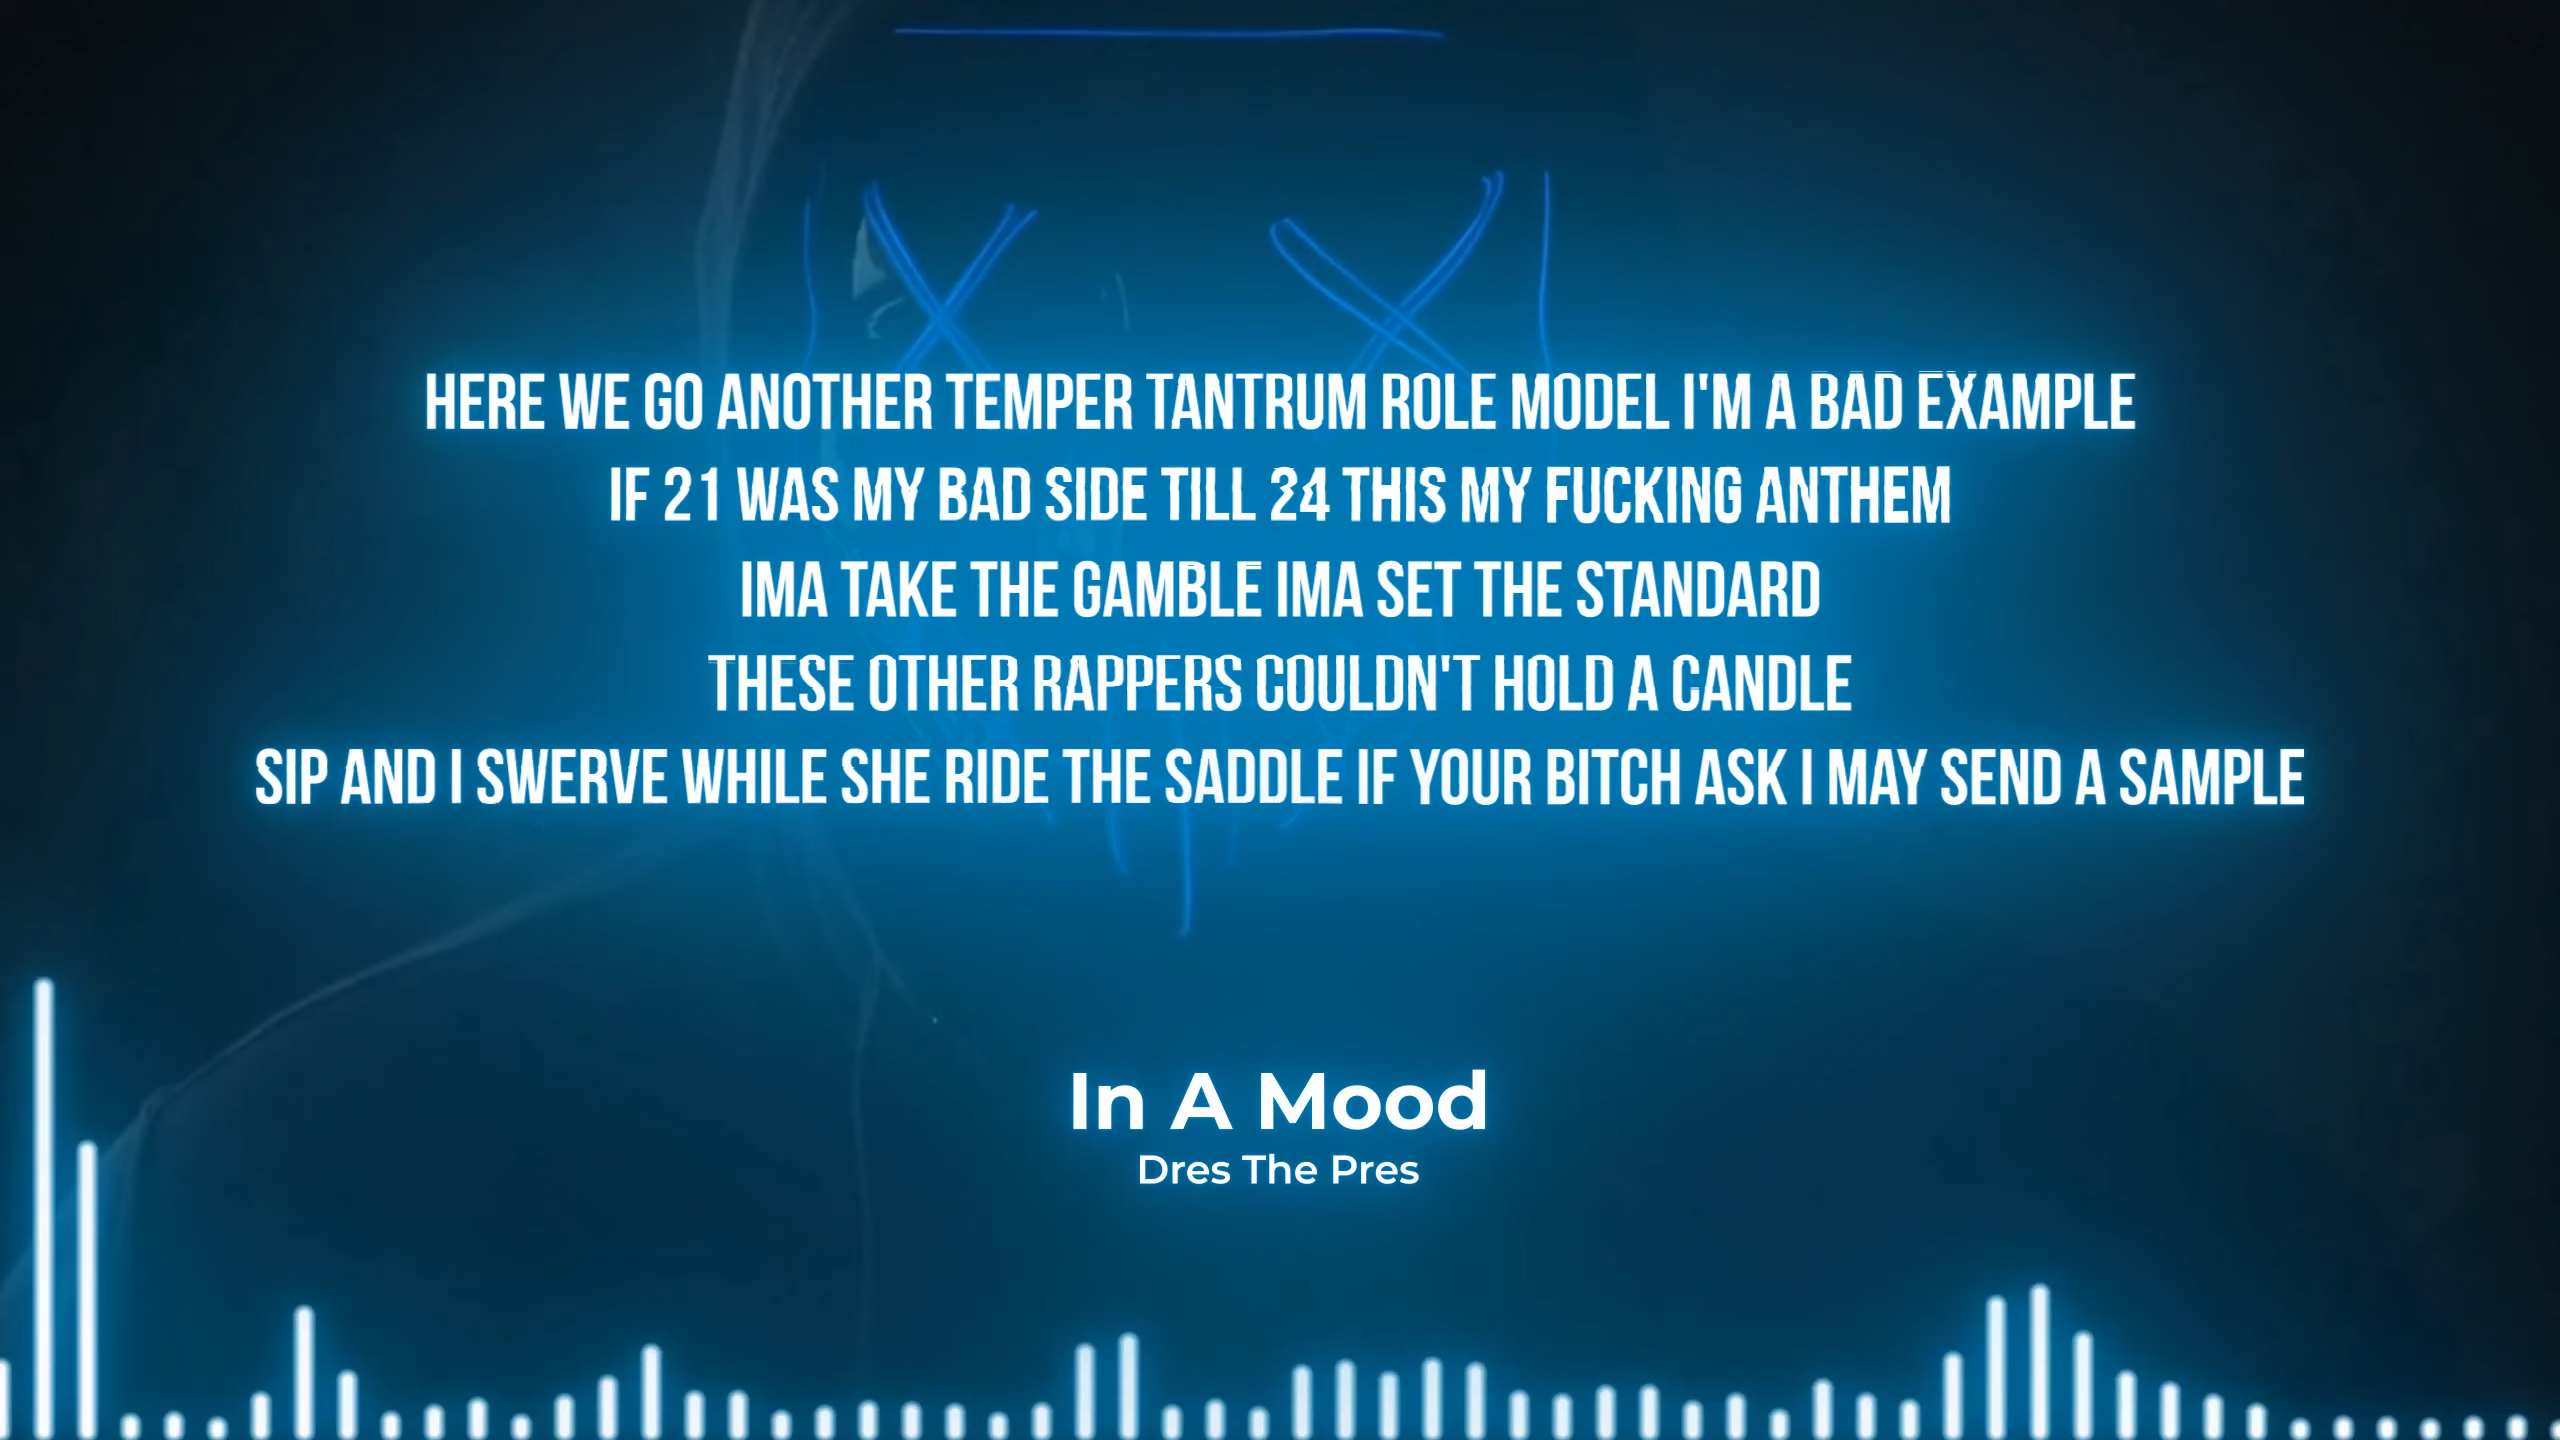 HERE WE GO ANOTHER TEMPER TANTRUM ROLE MODEL I'M A BAD EXAMPLE
IF 21 WAS MY BAD SIDE TILL 24 THIS MY FUCKING ANTHEM
IMA TAKE THE GAMBLE IMA SET THE STANDARD
THESE OTHER RAPPERS COULDN'T HOLD A CANDLE
SIP AND I SWERVE WHILE SHE RIDE THE SADDLE IF YOUR BITCH ASK I MAY SEND A SAMPLE
In A Mood
Dres The Pres